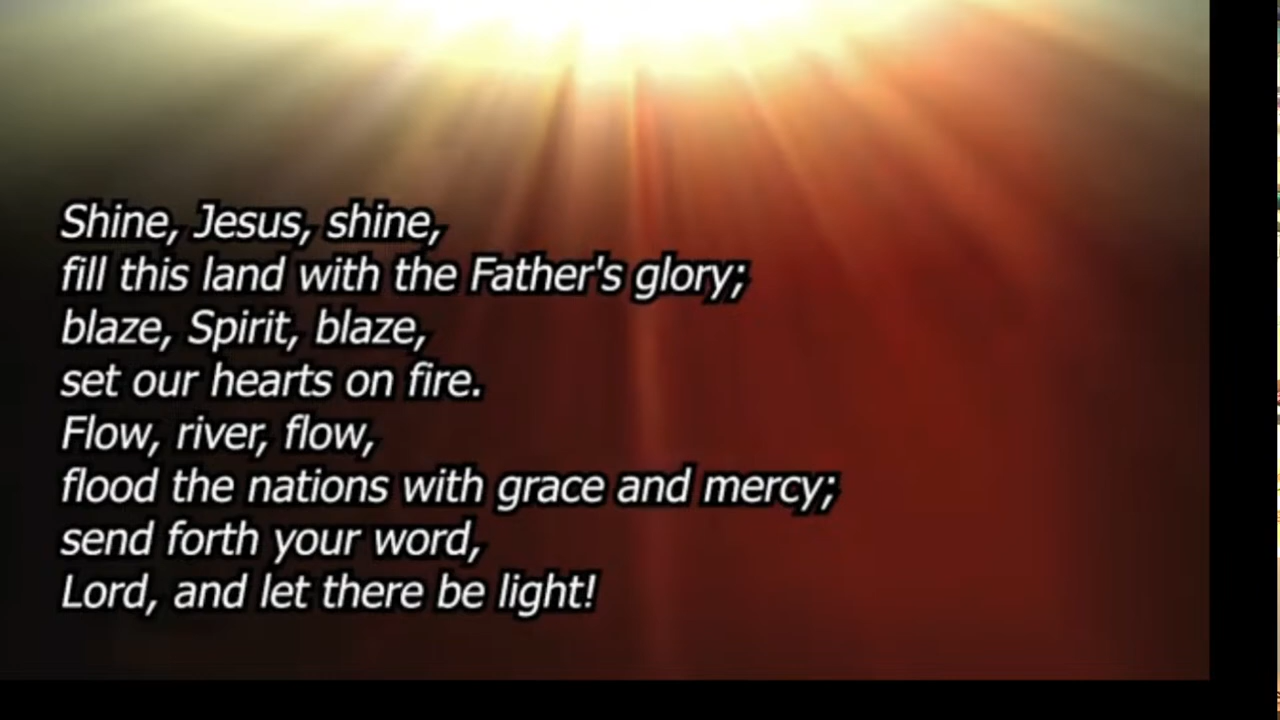 Shine, Jesus, shine,
fill this land with the Father's glory;
blaze, Spirit, blaze,
set our hearts on fire.
Flow, river, flow,
flood the nations with grace and mercy;
send forth your word,
Lord, and let there be light!